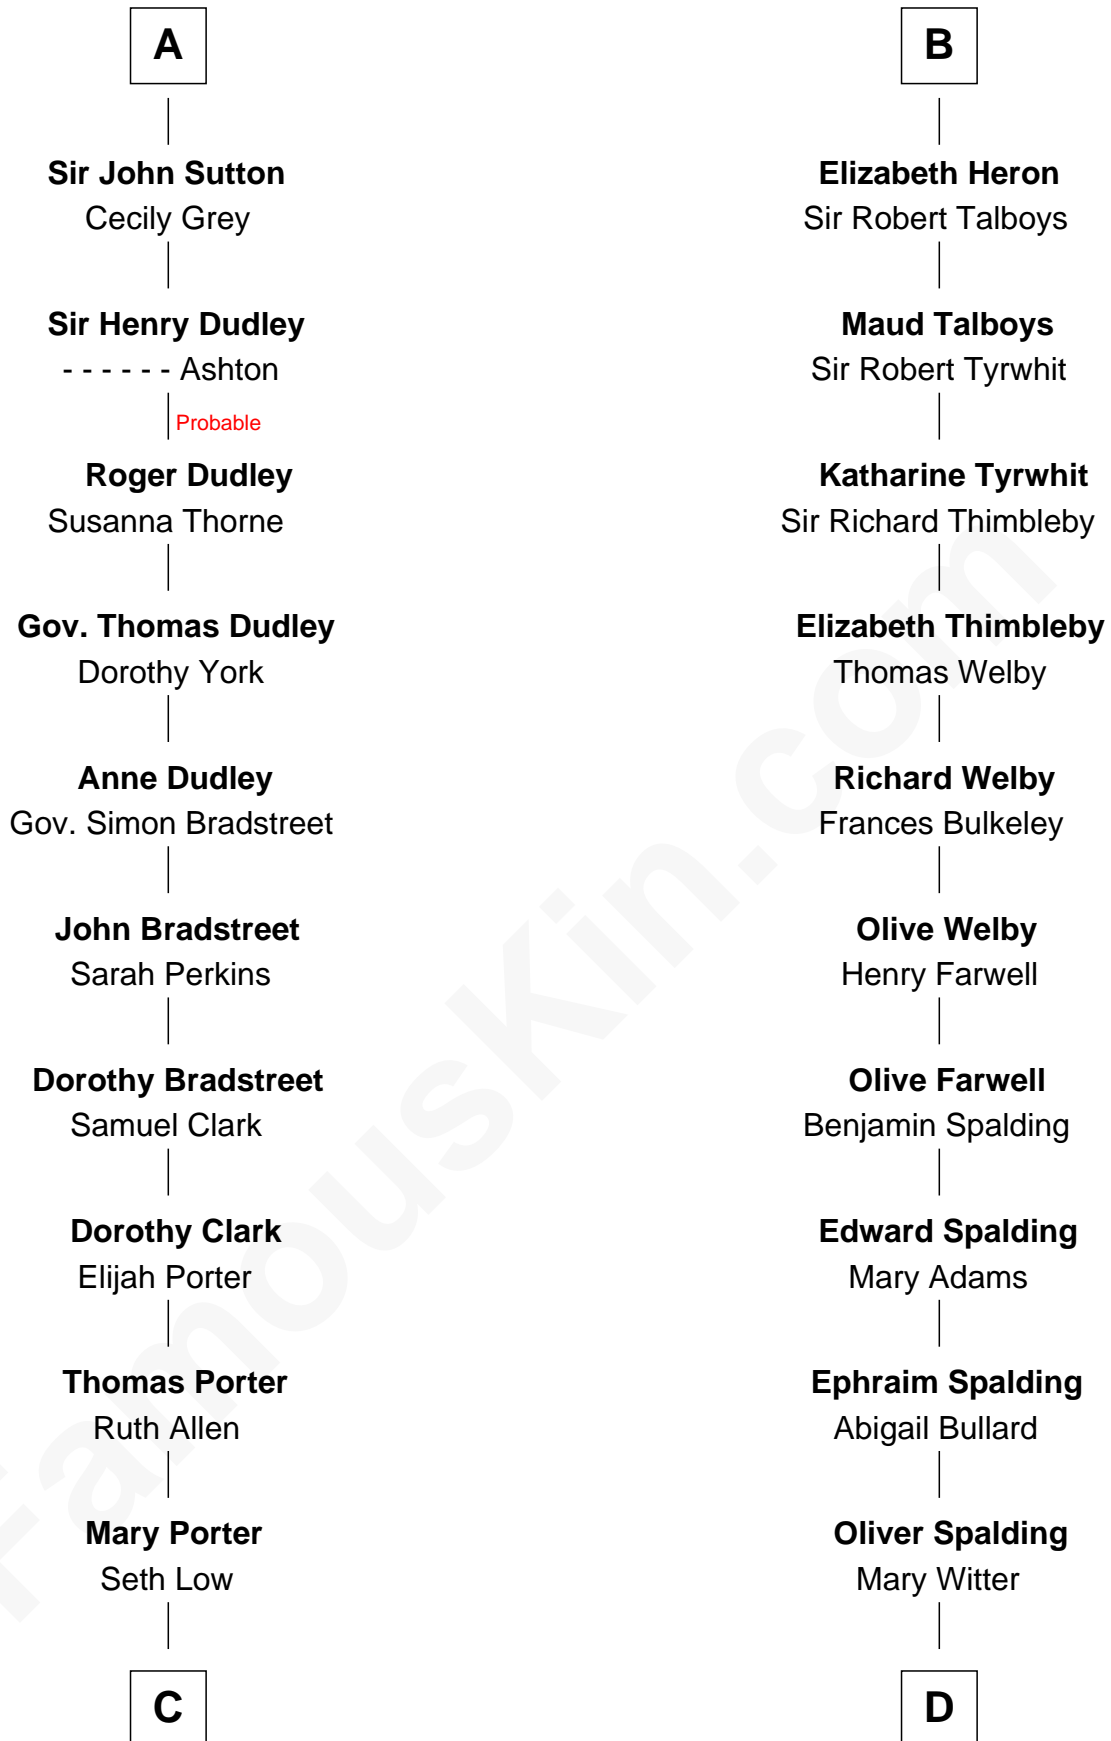 A
Sir John Sutton
Cecily Grey
Sir Henry Dudley
- - - - - - Ashton
Probable
Roger Dudley
Susanna Thorne
Gov. Thomas Dudley
Dorothy York
Anne Dudley
Gov. Simon Bradstreet
John Bradstreet
Sarah Perkins
Dorothy Bradstreet
Samuel Clark
Dorothy Clark
Elijah Porter
Thomas Porter
Ruth Allen
Mary Porter
Seth Low
C
B
Elizabeth Heron
Sir Robert Talboys
Maud Talboys
Sir Robert Tyrwhit
Katharine Tyrwhit
Sir Richard Thimbleby
Elizabeth Thimbleby
Thomas Welby
Richard Welby
Frances Bulkeley
Olive Welby
Henry Farwell
Olive Farwell
Benjamin Spalding
Edward Spalding
Mary Adams
Ephraim Spalding
Abigail Bullard
Oliver Spalding
Mary Witter
D
FamousKin.com